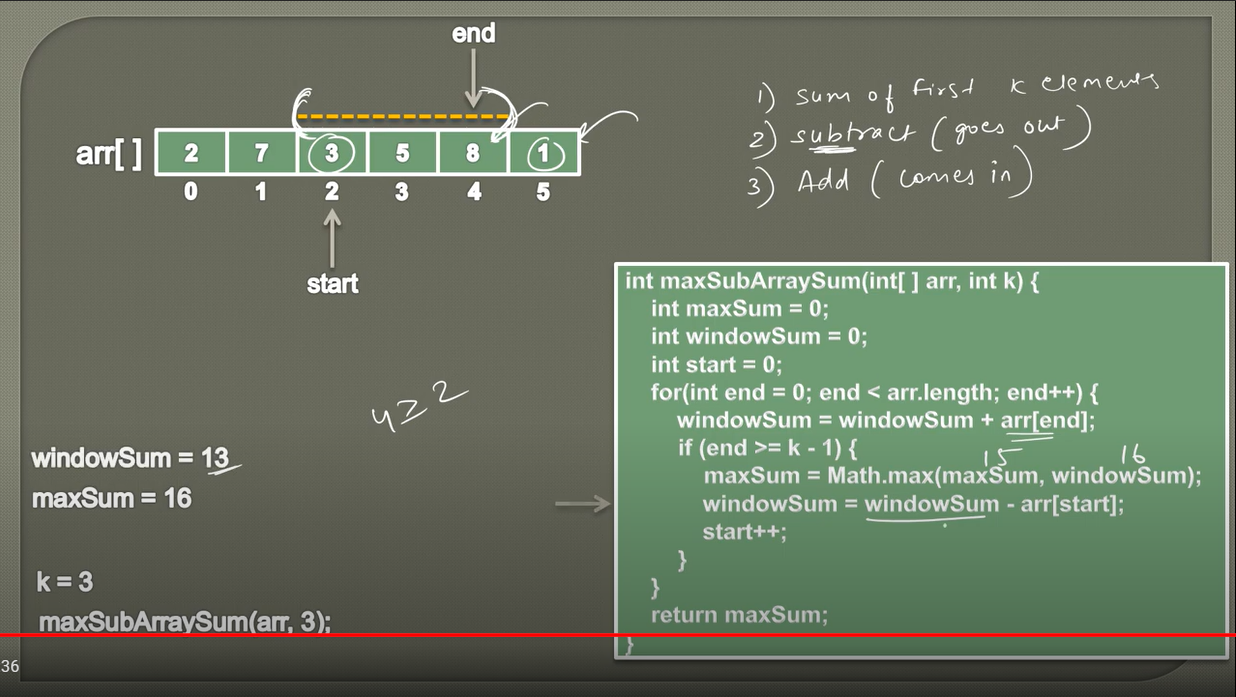 end
1) sum of first k elements
2) subtract (goes out)
3) Add (comes in)
arr[ ] 2 7 3 5 8 1
0 1 2 3 4 5
start
int maxSubArraySum(int[ ] arr, int k) {
int maxSum = 0;
int windowSum = 0;
int start = 0;
for(int end = 0; end < arr.length; end++) {
windowSum = windowSum + arr[end];
if (end >= k - 1) {
15 16
maxSum = Math.max(maxSum, windowSum);
windowSum = windowSum - arr[start];
start++;
}
}
return maxSum;
}
4 ≥ 2
windowSum = 13
maxSum = 16
k = 3
maxSubArraySum(arr, 3);
36